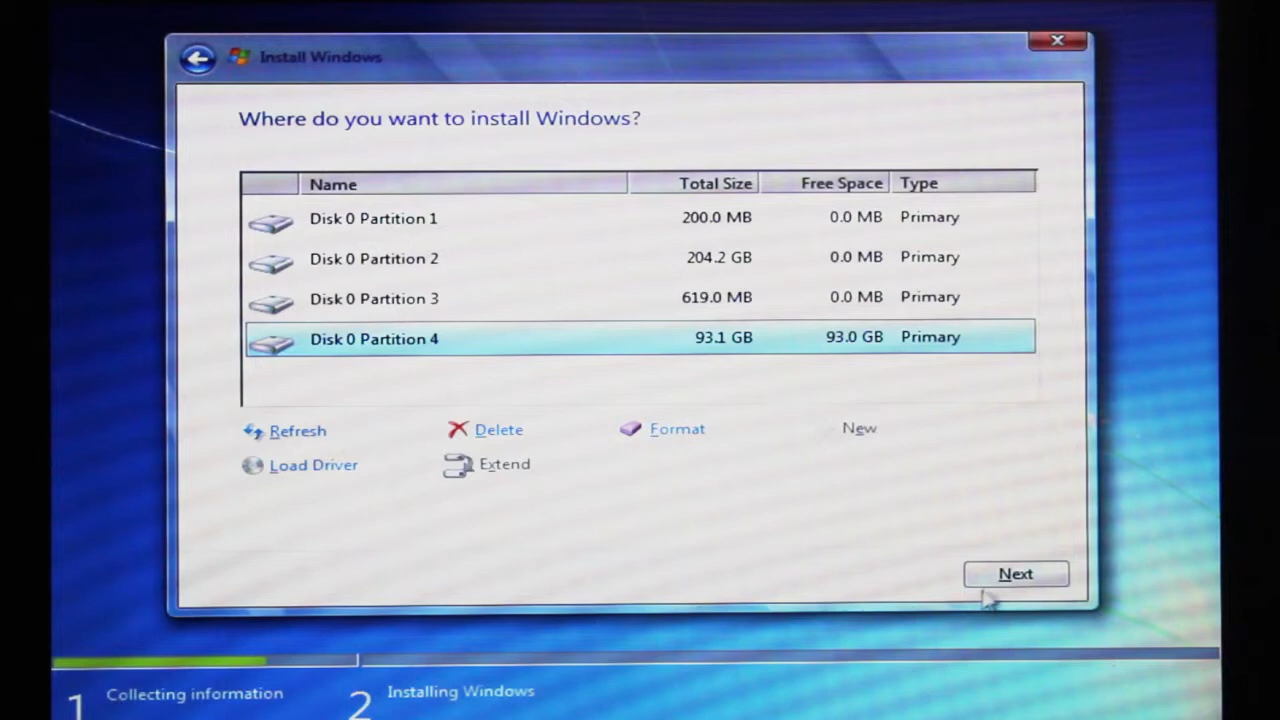 Install Windows
Where do you want to install Windows?
Name Total Size Free Space Type
Disk 0 Partition 1 200.0 MB 0.0 MB Primary
Disk 0 Partition 2 204.2 GB 0.0 MB Primary
Disk 0 Partition 3 619.0 MB 0.0 MB Primary
Disk 0 Partition 4 93.1 GB 93.0 GB Primary
Refresh Delete Format New
Load Driver Extend
Next
1 Collecting information 2 Installing Windows